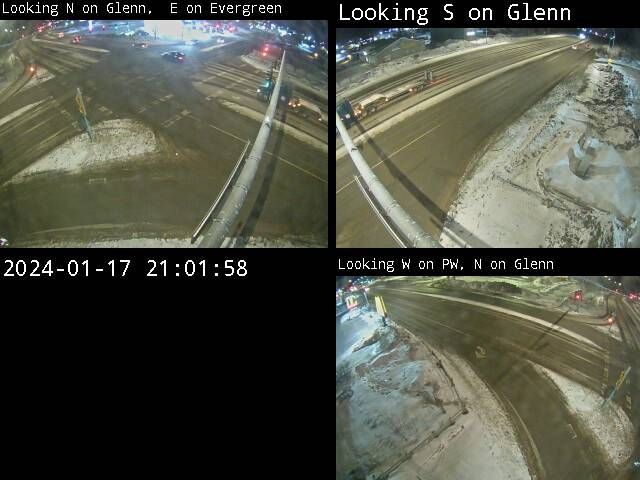 Looking N on Glenn, E on Evergreen
Looking S on Glenn
2024-01-17 21:01:58
Looking W on PW, N on Glenn